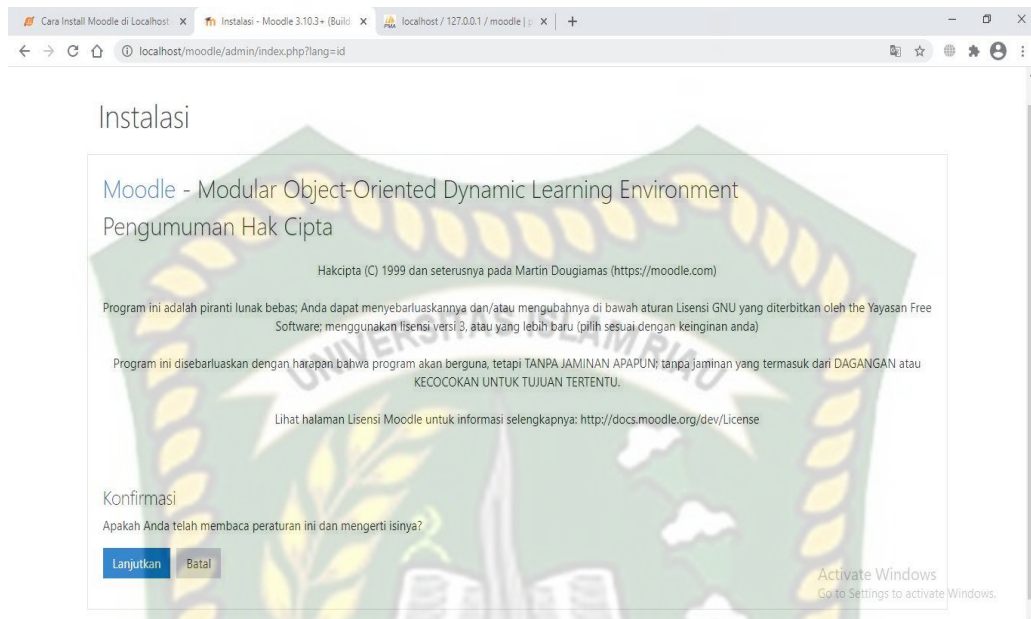 Cara Install Moodle di Localhost
Instalasi - Moodle 3.10.3+ (Build:
localhost / 127.0.0.1 / moodle | p
localhost/moodle/admin/index.php?lang=id
Instalasi
Moodle - Modular Object-Oriented Dynamic Learning Environment
Pengumuman Hak Cipta
Hakcipta (C) 1999 dan seterusnya pada Martin Dougiamas (https://moodle.com)
Program ini adalah piranti lunak bebas; Anda dapat menyebarluaskannya dan/atau mengubahnya di bawah aturan Lisensi GNU yang diterbitkan oleh the Yayasan Free
Software; menggunakan lisensi versi 3, atau yang lebih baru (pilih sesuai dengan keinginan anda)
UNIVERSITAS ISLAM RIAU
Program ini disebarluaskan dengan harapan bahwa program akan berguna, tetapi TANPA JAMINAN APAPUN; tanpa jaminan yang termasuk dari DAGANGAN atau
KECOCOKAN UNTUK TUJUAN TERTENTU.
Lihat halaman Lisensi Moodle untuk informasi selengkapnya: http://docs.moodle.org/dev/License
Konfirmasi
Apakah Anda telah membaca peraturan ini dan mengerti isinya?
Lanjutkan
Batal
Activate Windows
Go to Settings to activate Windows.